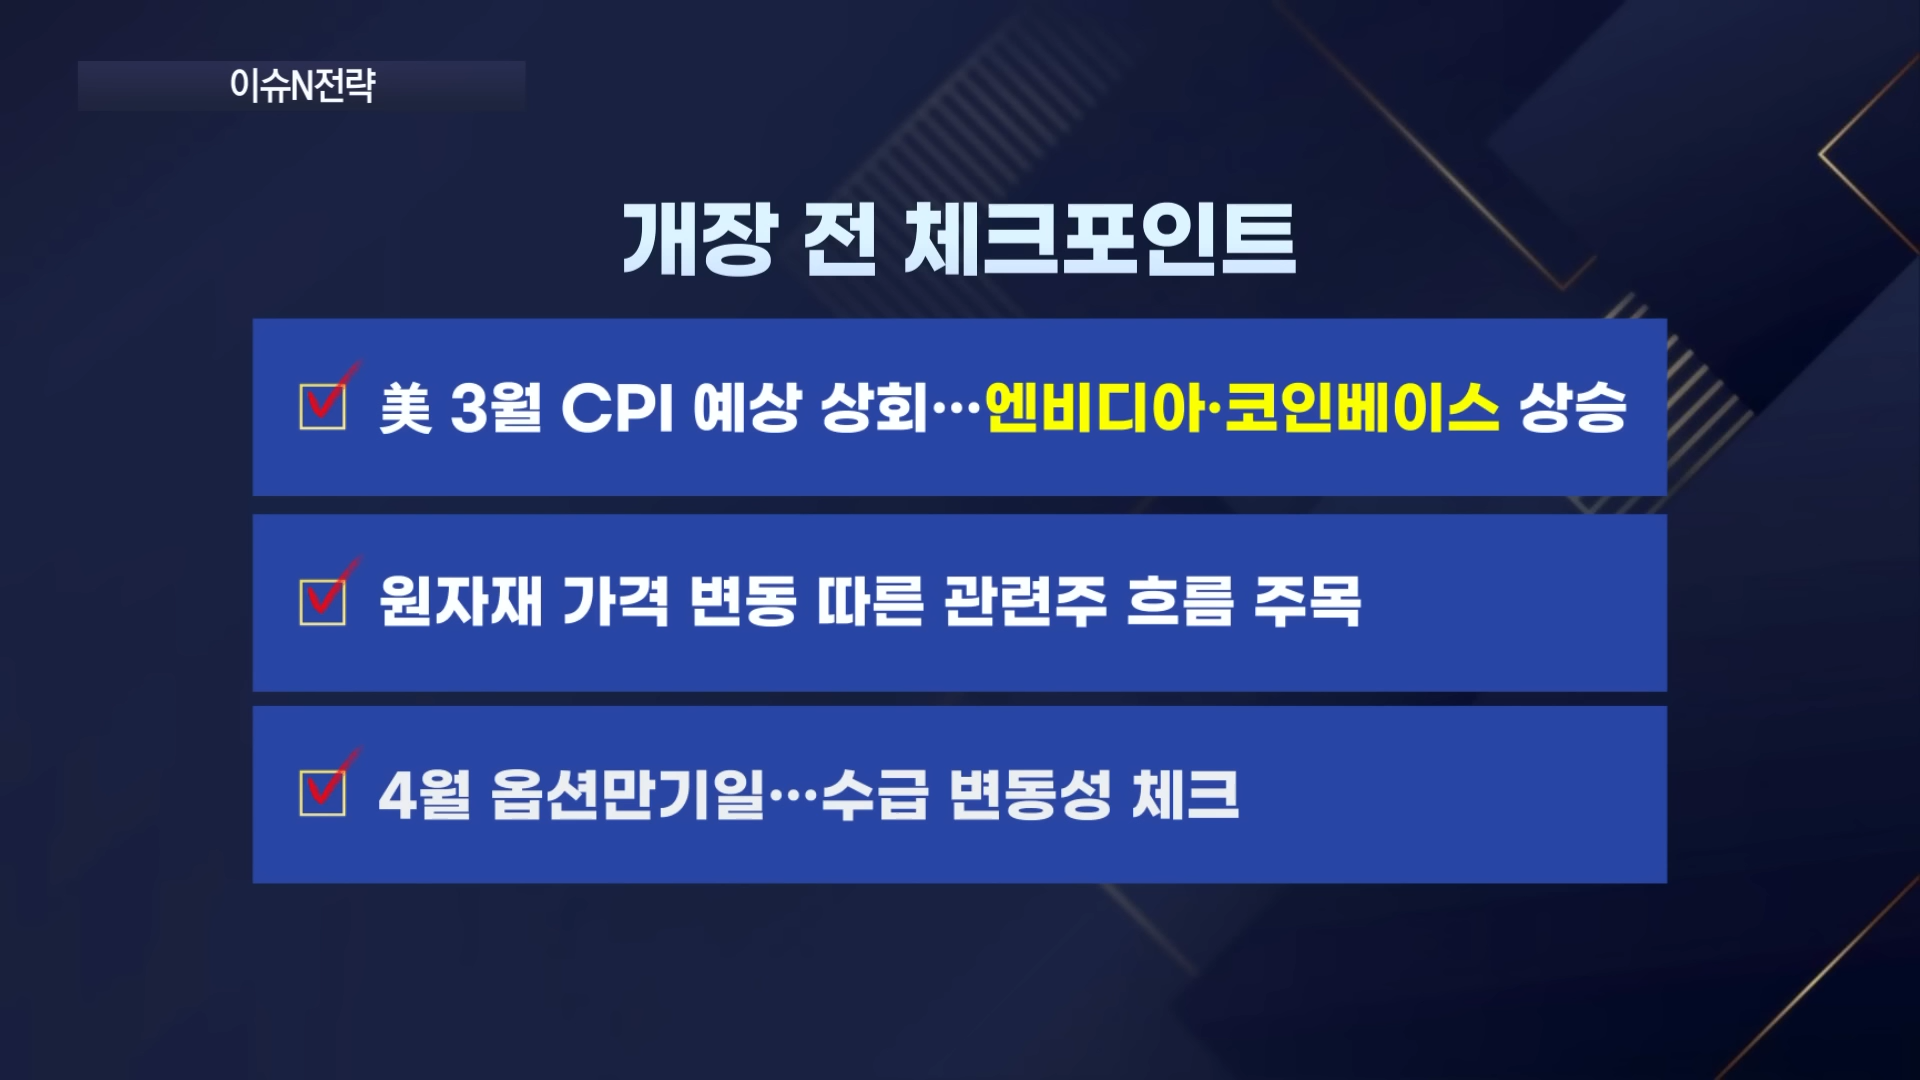 이슈N전략
개장 전 체크포인트
美 3월 CPI 예상 상회…엔비디아·코인베이스 상승
원자재 가격 변동 따른 관련주 흐름 주목
4월 옵션만기일…수급 변동성 체크